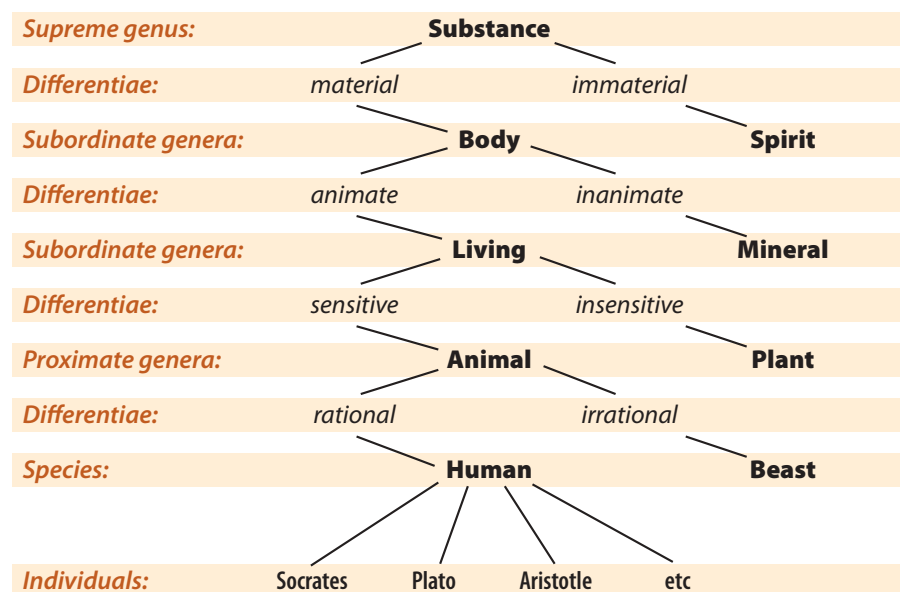 Supreme genus: Substance
Differentiae: material immaterial
Subordinate genera: Body Spirit
Differentiae: animate inanimate
Subordinate genera: Living Mineral
Differentiae: sensitive insensitive
Proximate genera: Animal Plant
Differentiae: rational irrational
Species: Human Beast
Individuals: Socrates Plato Aristotle etc